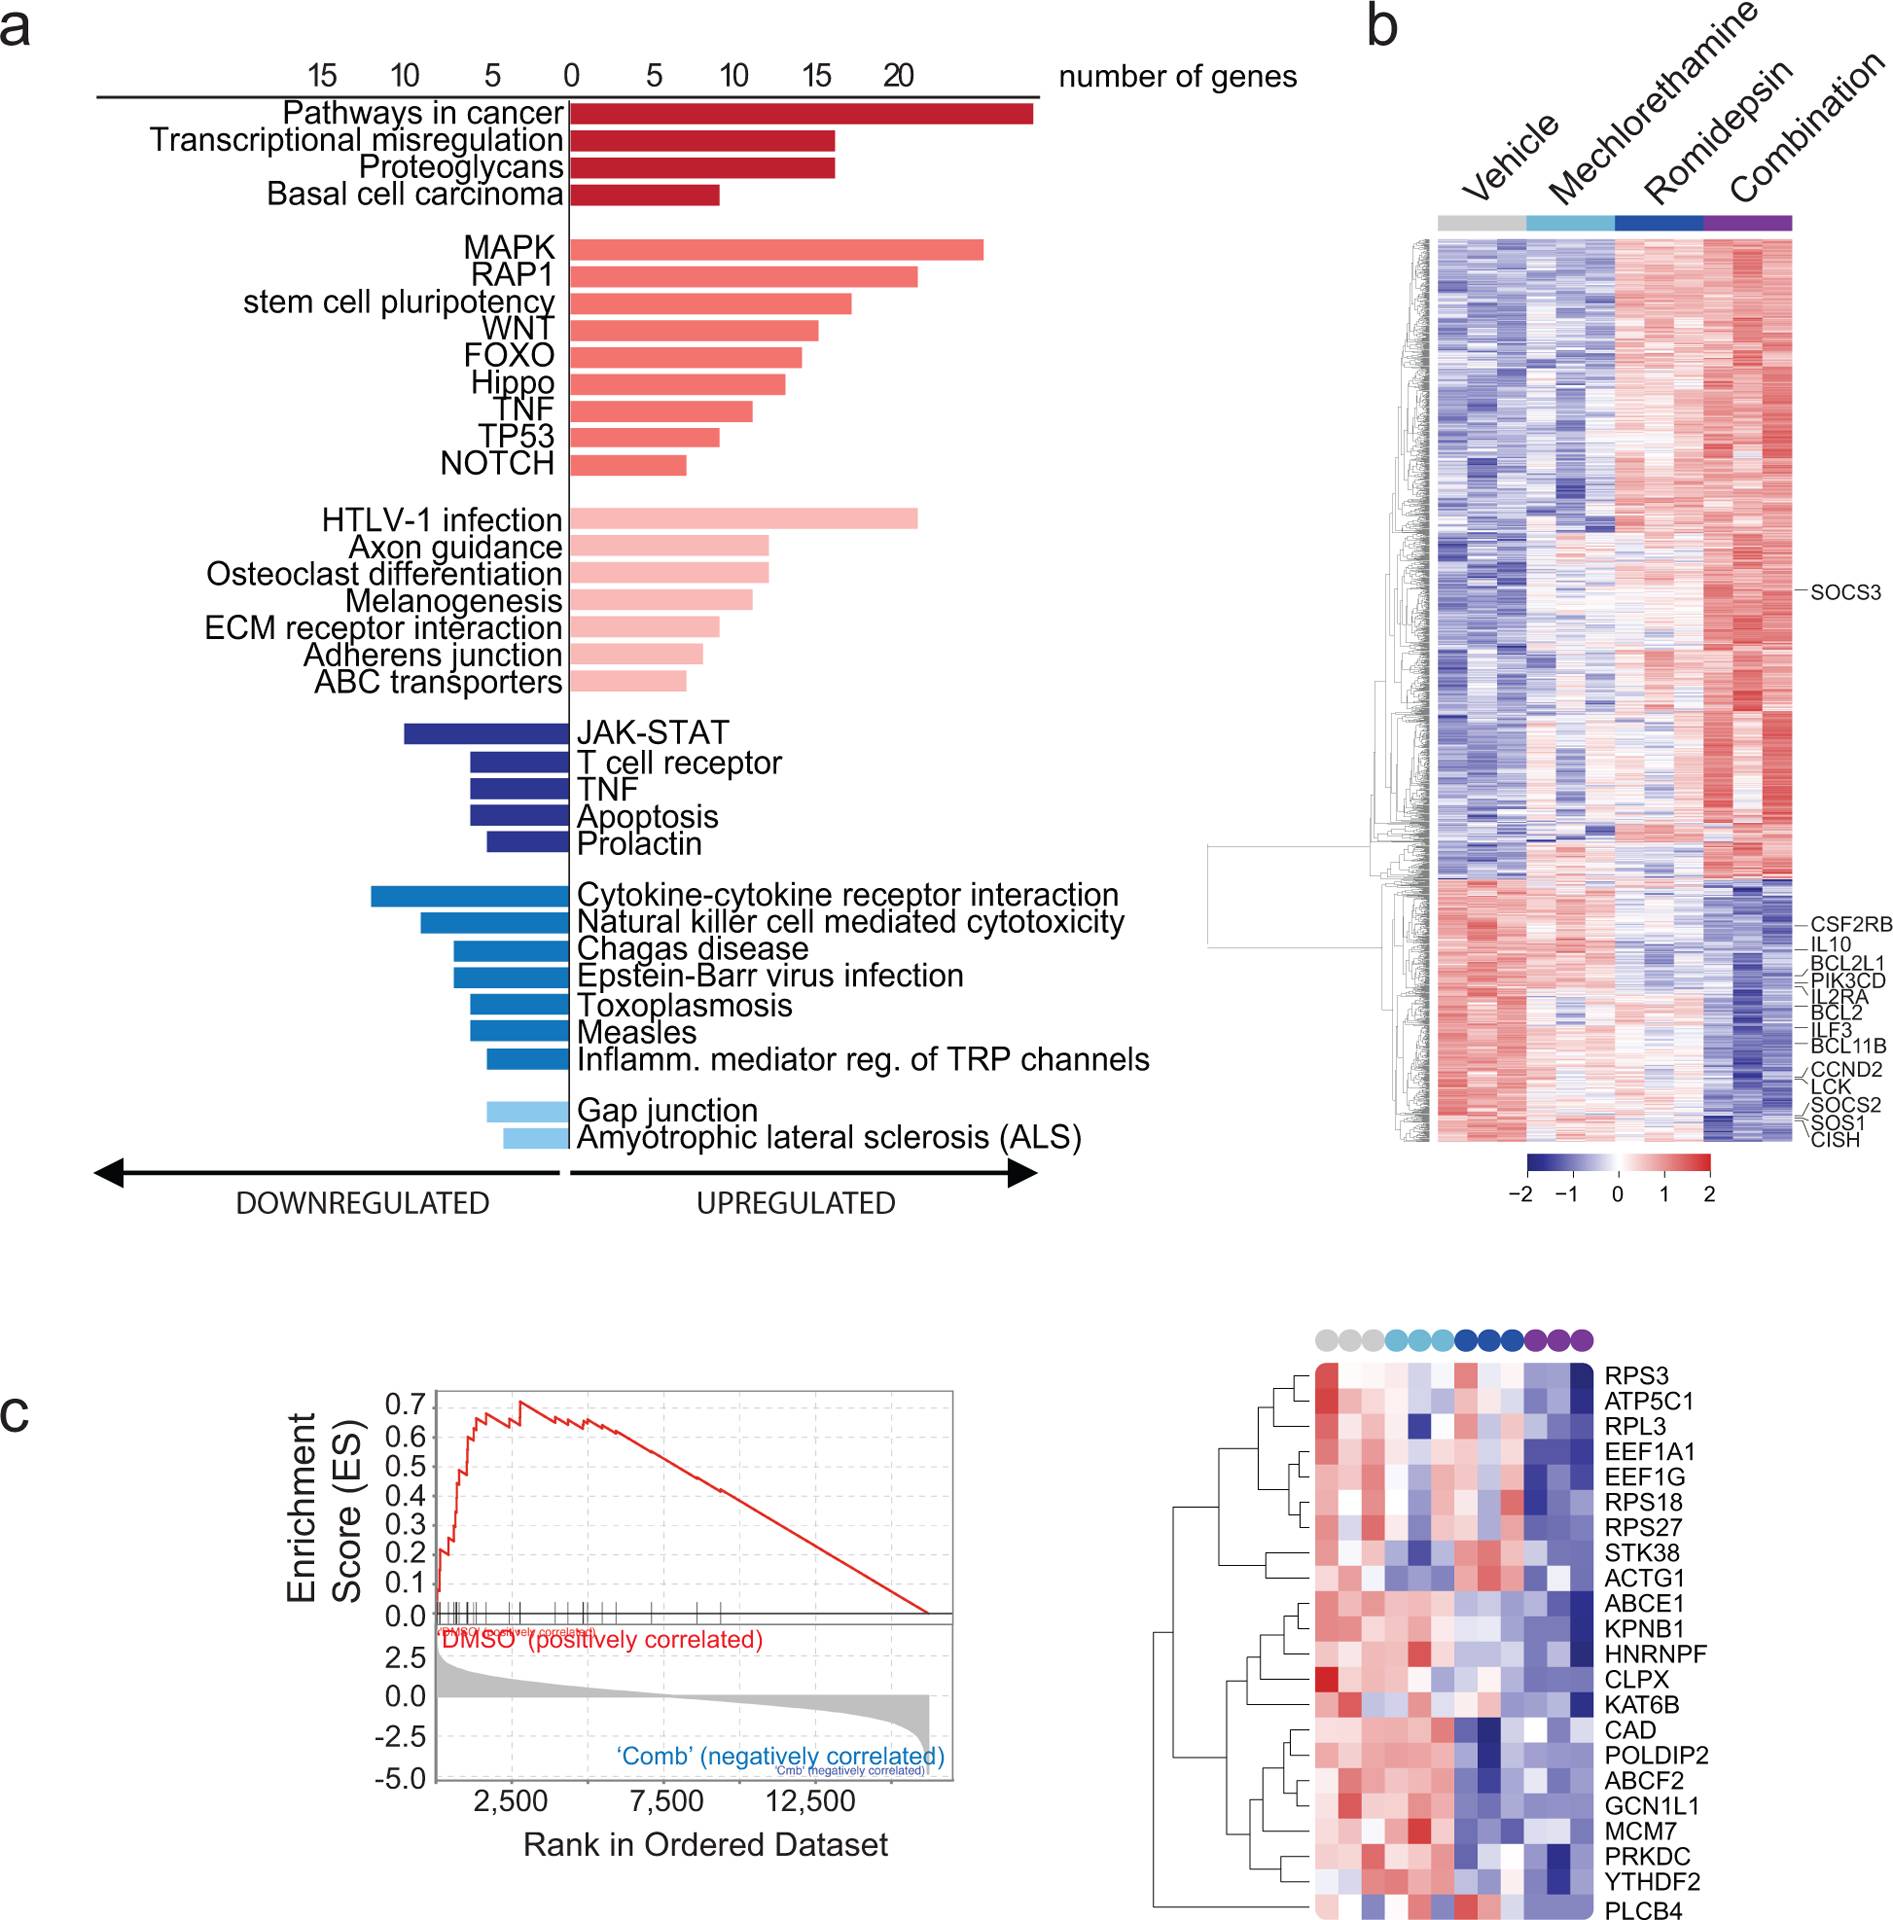 a
15 10 5 0 5 10 15 20 number of genes
Pathways in cancer
Transcriptional misregulation
Proteoglycans
Basal cell carcinoma
MAPK
RAP1
stem cell pluripotency
WNT
FOXO
Hippo
TNF
TP53
NOTCH
HTLV-1 infection
Axon guidance
Osteoclast differentiation
Melanogenesis
ECM receptor interaction
Adherens junction
ABC transporters
JAK-STAT
T cell receptor
TNF
Apoptosis
Prolactin
Cytokine-cytokine receptor interaction
Natural killer cell mediated cytotoxicity
Chagas disease
Epstein-Barr virus infection
Toxoplasmosis
Measles
Inflamm. mediator reg. of TRP channels
Gap junction
Amyotrophic lateral sclerosis (ALS)
DOWNREGULATED
UPREGULATED
b
Vehicle
Mechlorethamine
Romidepsin
Combination
SOCS3
CSF2RB
IL10
BCL2L1
PIK3CD
IL2RA
BCL2
ILF3
BCL11B
CCND2
LCK
SOCS2
SOS1
CISH
−2 −1 0 1 2
c
Enrichment
Score (ES)
0.7
0.6
0.5
0.4
0.3
0.2
0.1
0.0
'DMSO' (positively correlated)
‘DMSO’ (positively correlated)
2.5
0.0
-2.5
-5.0
‘Comb’ (negatively correlated)
'Cmb' (negatively correlated)
2,500 7,500 12,500
Rank in Ordered Dataset
RPS3
ATP5C1
RPL3
EEF1A1
EEF1G
RPS18
RPS27
STK38
ACTG1
ABCE1
KPNB1
HNRNPF
CLPX
KAT6B
CAD
POLDIP2
ABCF2
GCN1L1
MCM7
PRKDC
YTHDF2
PLCB4